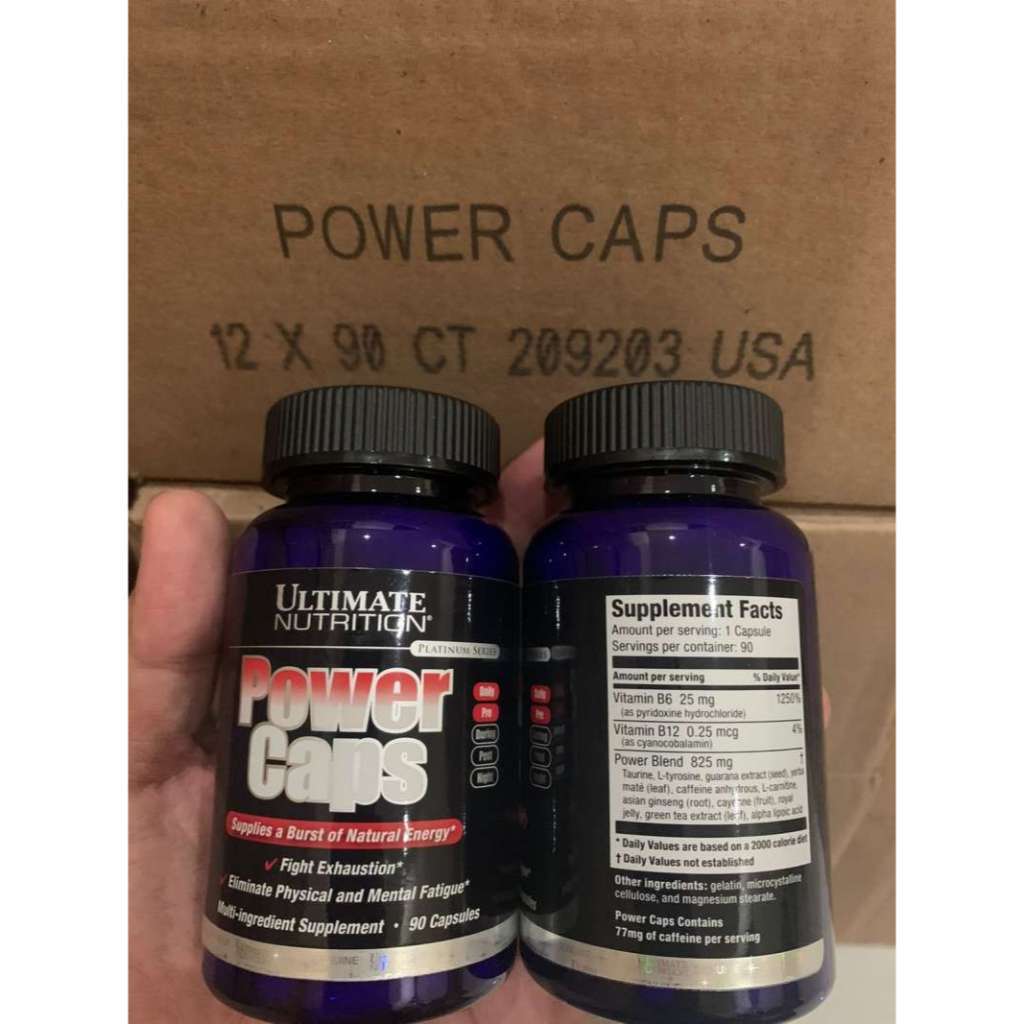 POWER CAPS
12 X 90 CT 209203 USA
ULTIMATE
NUTRITION®
PLATINUM SERIES
Power
Caps
Daily
Pre
During
Post
Night
Supplies a Burst of Natural Energy*
✓ Fight Exhaustion*
✓ Eliminate Physical and Mental Fatigue*
Multi-ingredient Supplement • 90 Capsules
Supplement Facts
Amount per serving: 1 Capsule
Servings per container: 90
Amount per serving % Daily Value*
Vitamin B6 25 mg 1250%
(as pyridoxine hydrochloride)
Vitamin B12 0.25 mcg 4%
(as cyanocobalamin)
Power Blend 825 mg †
Taurine, L-tyrosine, guarana extract (seed), yerba
maté (leaf), caffeine anhydrous, L-carnitine,
asian ginseng (root), cayenne (fruit), royal
jelly, green tea extract (leaf), alpha lipoic acid
* Daily Values are based on a 2000 calorie diet
† Daily Values not established
Other ingredients: gelatin, microcrystalline
cellulose, and magnesium stearate.
Power Caps Contains
77mg of caffeine per serving